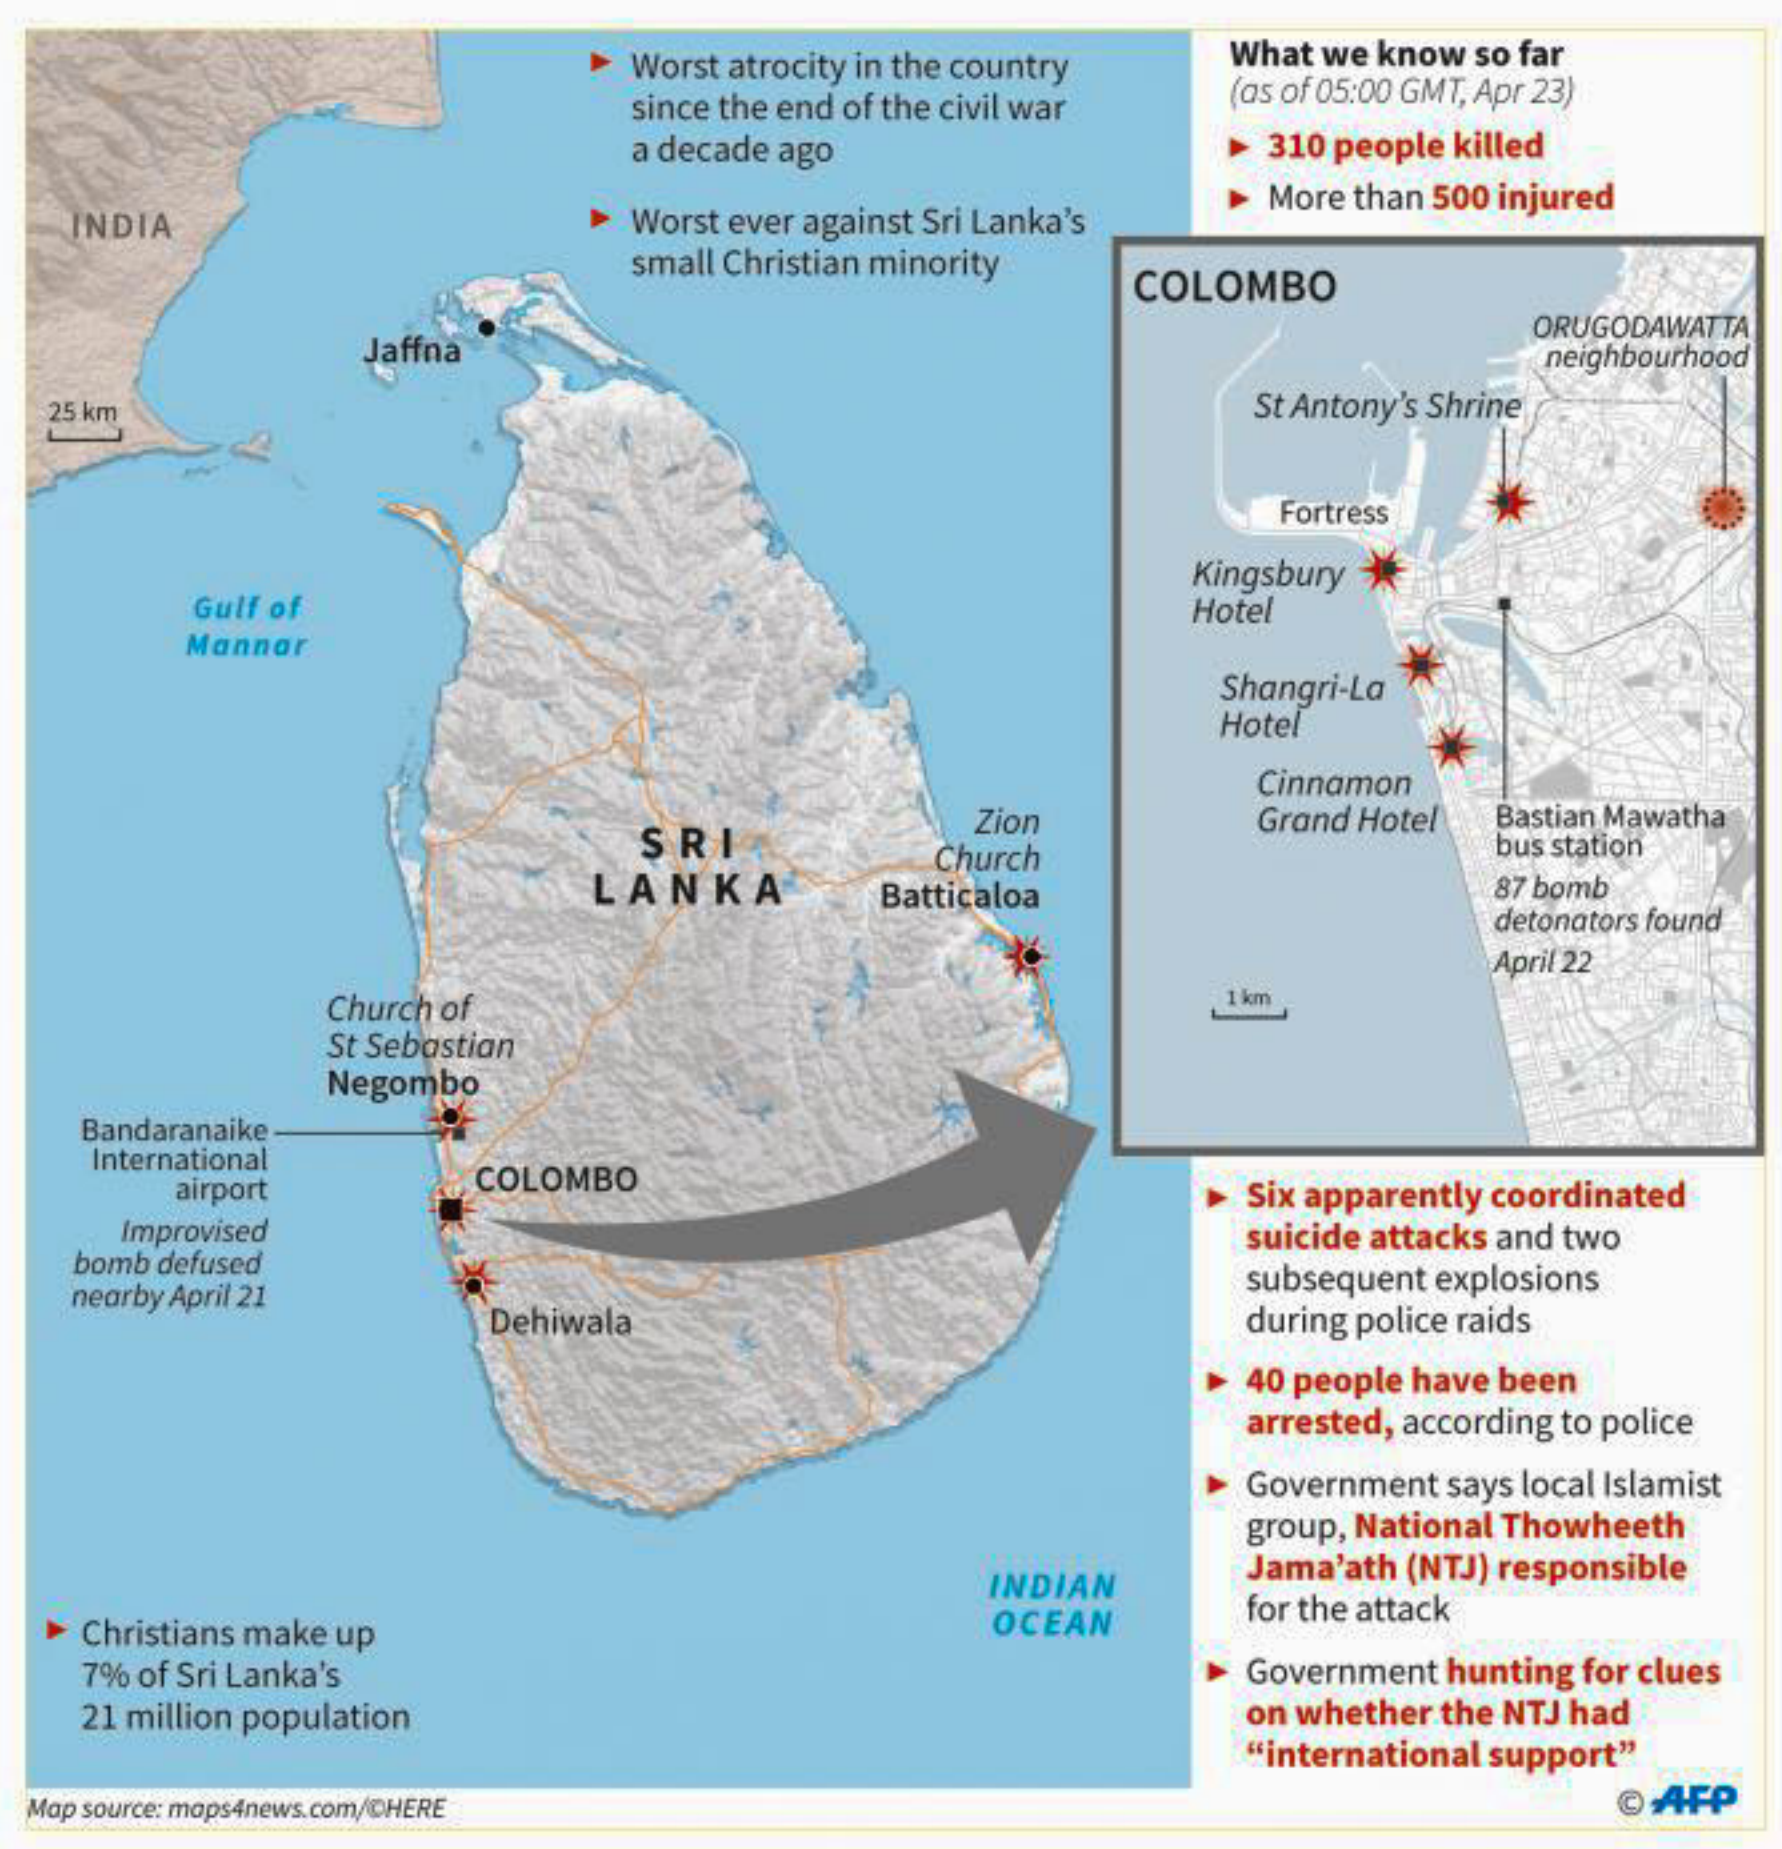 Worst atrocity in the country
since the end of the civil war
a decade ago
Worst ever against Sri Lanka's
small Christian minority
What we know so far
(as of 05:00 GMT, Apr 23)
310 people killed
More than 500 injured
INDIA
Jaffna
25 km
Gulf of
Mannar
SRI
LANKA
Zion
Church
Batticaloa
Church of
St Sebastian
Negombo
Bandaranaike
International
airport
Improvised
bomb defused
nearby April 21
COLOMBO
Dehiwala
INDIAN
OCEAN
Christians make up
7% of Sri Lanka's
21 million population
COLOMBO
ORUGODAWATTA
neighbourhood
St Antony's Shrine
Fortress
Kingsbury
Hotel
Shangri-La
Hotel
Cinnamon
Grand Hotel
Bastian Mawatha
bus station
87 bomb
detonators found
April 22
1 km
Six apparently coordinated
suicide attacks and two
subsequent explosions
during police raids
40 people have been
arrested, according to police
Government says local Islamist
group, National Thowheeth
Jama'ath (NTJ) responsible
for the attack
Government hunting for clues
on whether the NTJ had
"international support"
Map source: maps4news.com/©HERE
© AFP